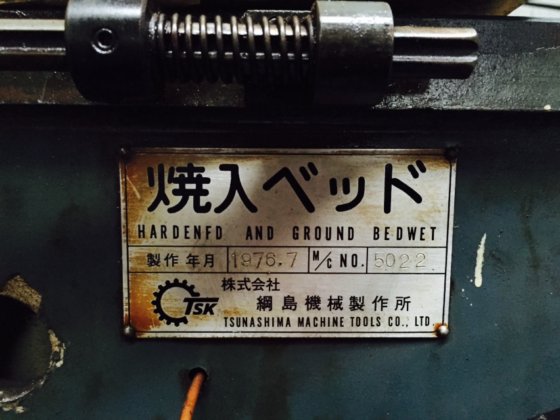 焼入ベッド
HARDENFD AND GROUND BEDWET
製作年月 1976.7 M/C NO. 5022
TSK 株式会社
綱島機械製作所
TSUNASHIMA MACHINE TOOLS CO., LTD.